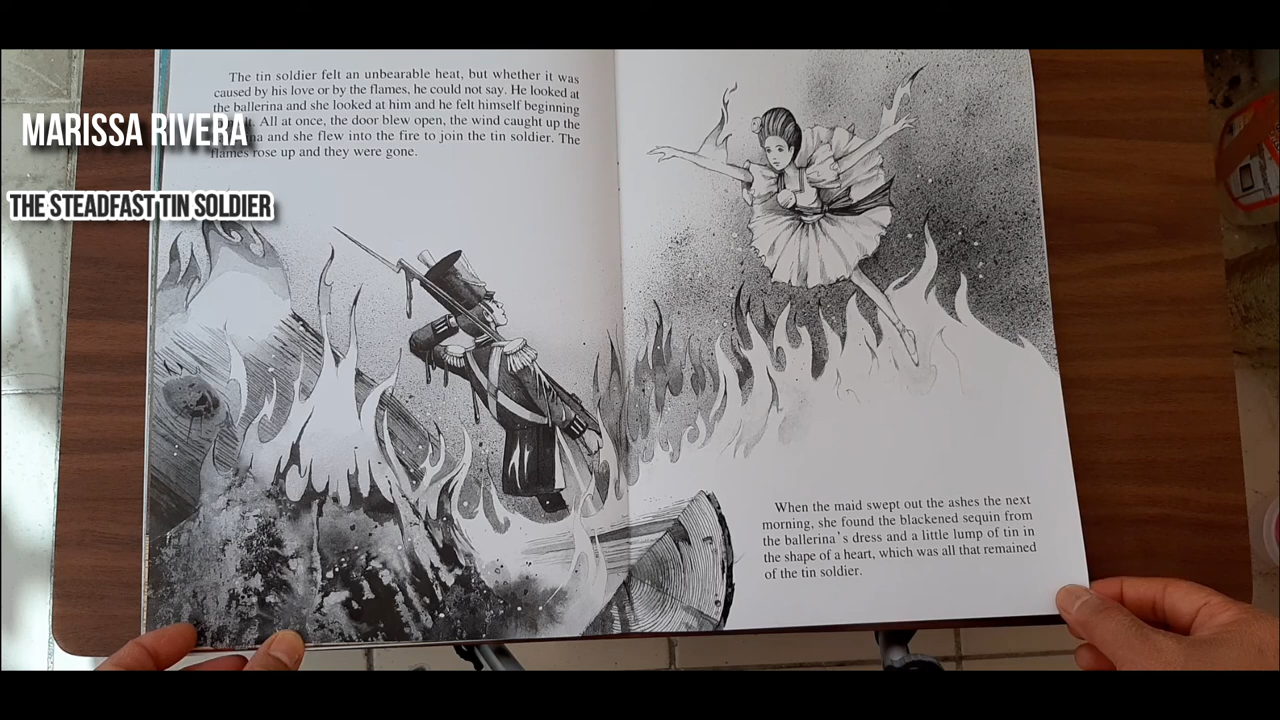 The tin soldier felt an unbearable heat, but whether it was
caused by his love or by the flames, he could not say. He looked at
the ballerina and she looked at him and he felt himself beginning
All at once, the door blew open, the wind caught up the
and she flew into the fire to join the tin soldier. The
flames rose up and they were gone.
MARISSA RIVERA
THE STEADFAST TIN SOLDIER
When the maid swept out the ashes the next
morning, she found the blackened sequin from
the ballerina's dress and a little lump of tin in
the shape of a heart, which was all that remained
of the tin soldier.